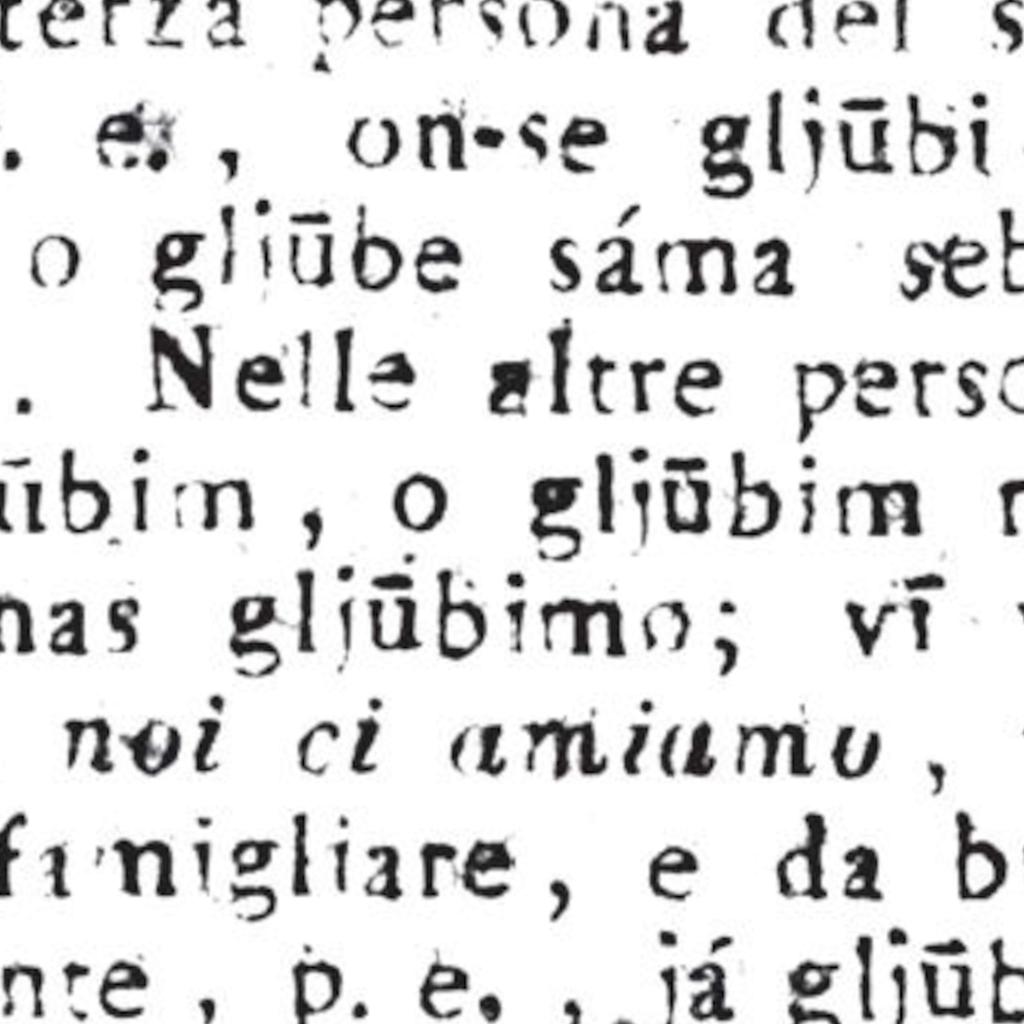 terza persona del s
. e., on-se gljūbi
o gljūbe sáma seb
. Nelle altre perso
ūbim, o gljūbim
nas gljūbimo; vī
noi ci amiamo,
famigliare, e da b
nte, p. e., já gljūb